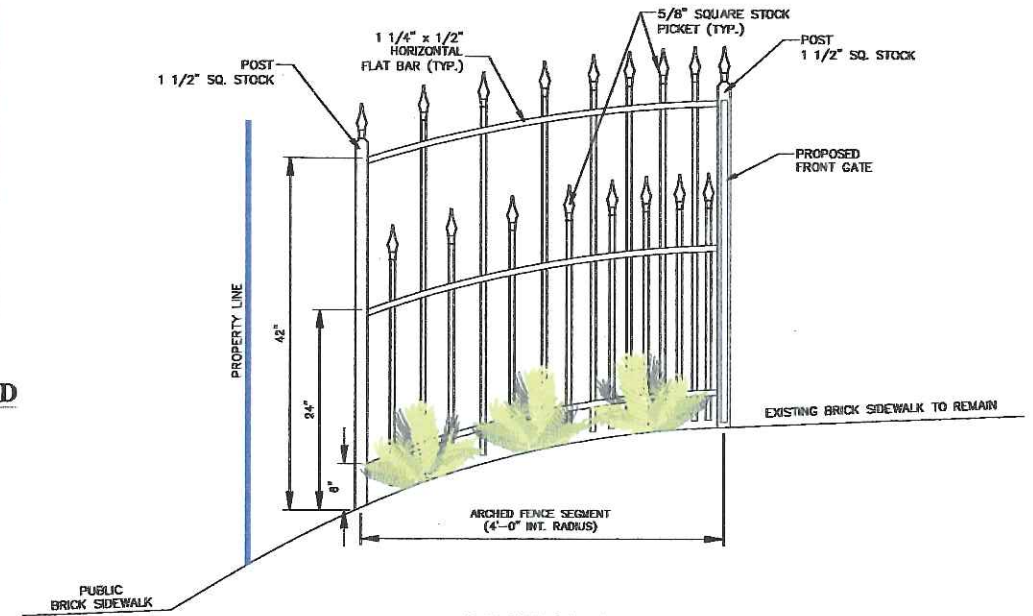 5/8" SQUARE STOCK
PICKET (TYP.)
1 1/4" x 1/2"
HORIZONTAL
FLAT BAR (TYP.)
POST
1 1/2" SQ. STOCK
POST
1 1/2" SQ. STOCK
PROPOSED
FRONT GATE
PROPERTY LINE
42"
24"
6"
D
EXISTING BRICK SIDEWALK TO REMAIN
ARCHED FENCE SEGMENT
(4'-0" INT. RADIUS)
PUBLIC
BRICK SIDEWALK